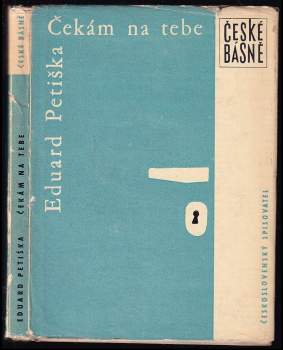 ČESKÉ BÁSNĚ
ČEKÁM NA TEBE
EDUARD PETIŠKA
Eduard Petiška
Čekám na tebe
ČESKÉ
BÁSNĚ
ČESKOSLOVENSKÝ SPISOVATEL